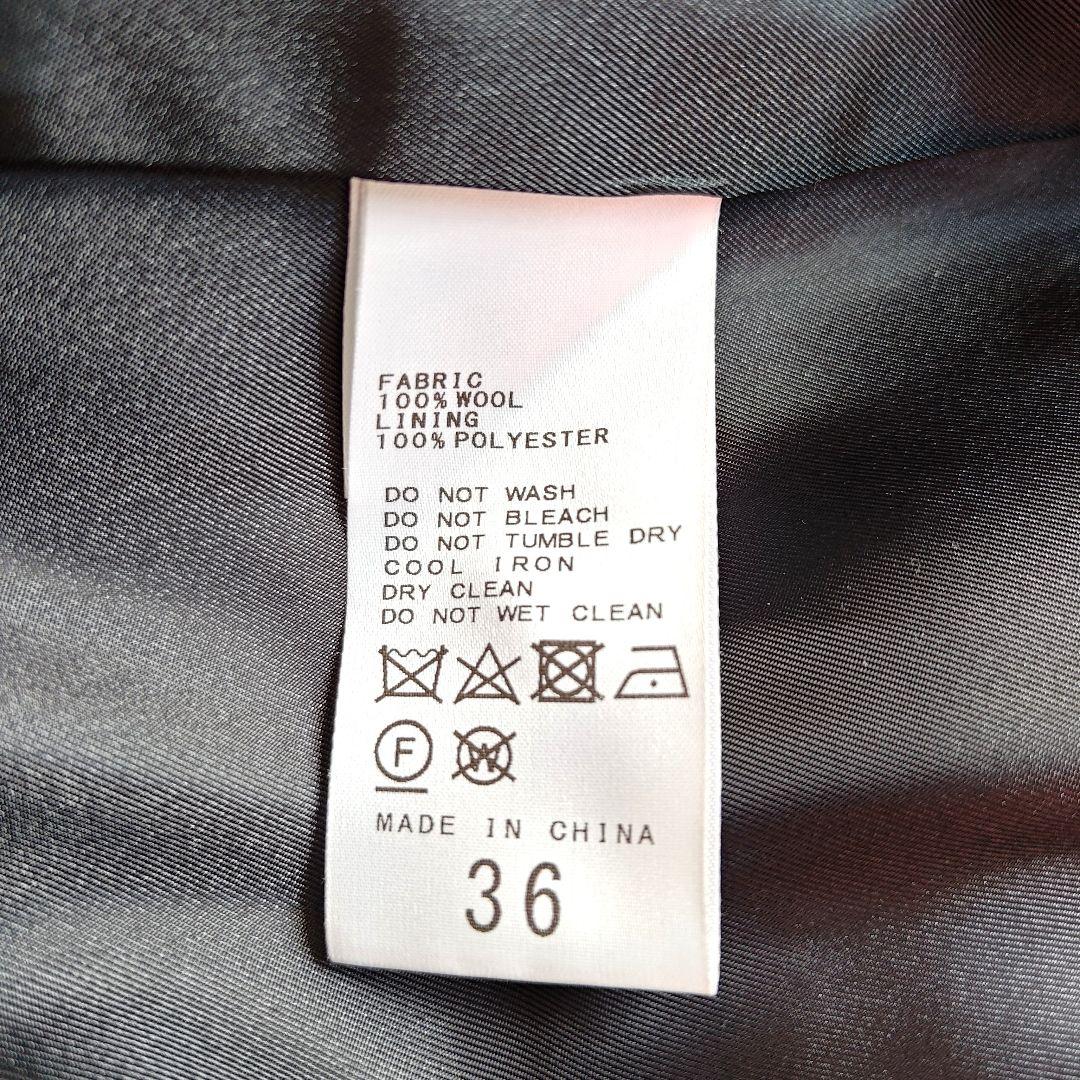 FABRIC
100% WOOL
LINING
100% POLYESTER
DO NOT WASH
DO NOT BLEACH
DO NOT TUMBLE DRY
COOL IRON
DRY CLEAN
DO NOT WET CLEAN
F W
MADE IN CHINA
36